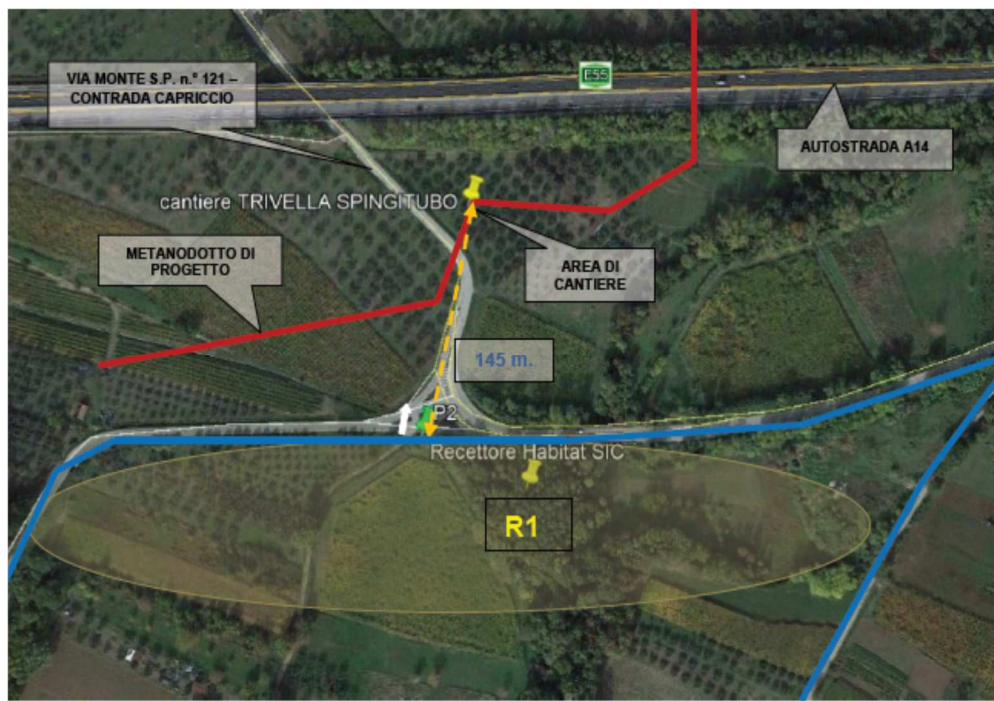 VIA MONTE S.P. n.° 121 –
CONTRADA CAPRICCIO
E55
AUTOSTRADA A14
cantiere TRIVELLA SPINGITUBO
METANODOTTO DI
PROGETTO
AREA DI
CANTIERE
145 m.
P2
Recettore Habitat SIC
R1